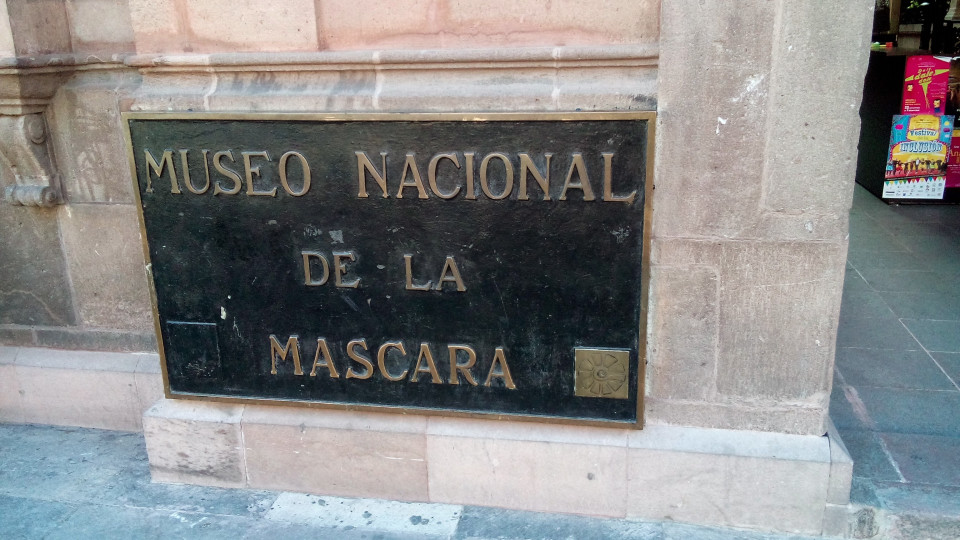 MUSEO NACIONAL
DE LA
MASCARA